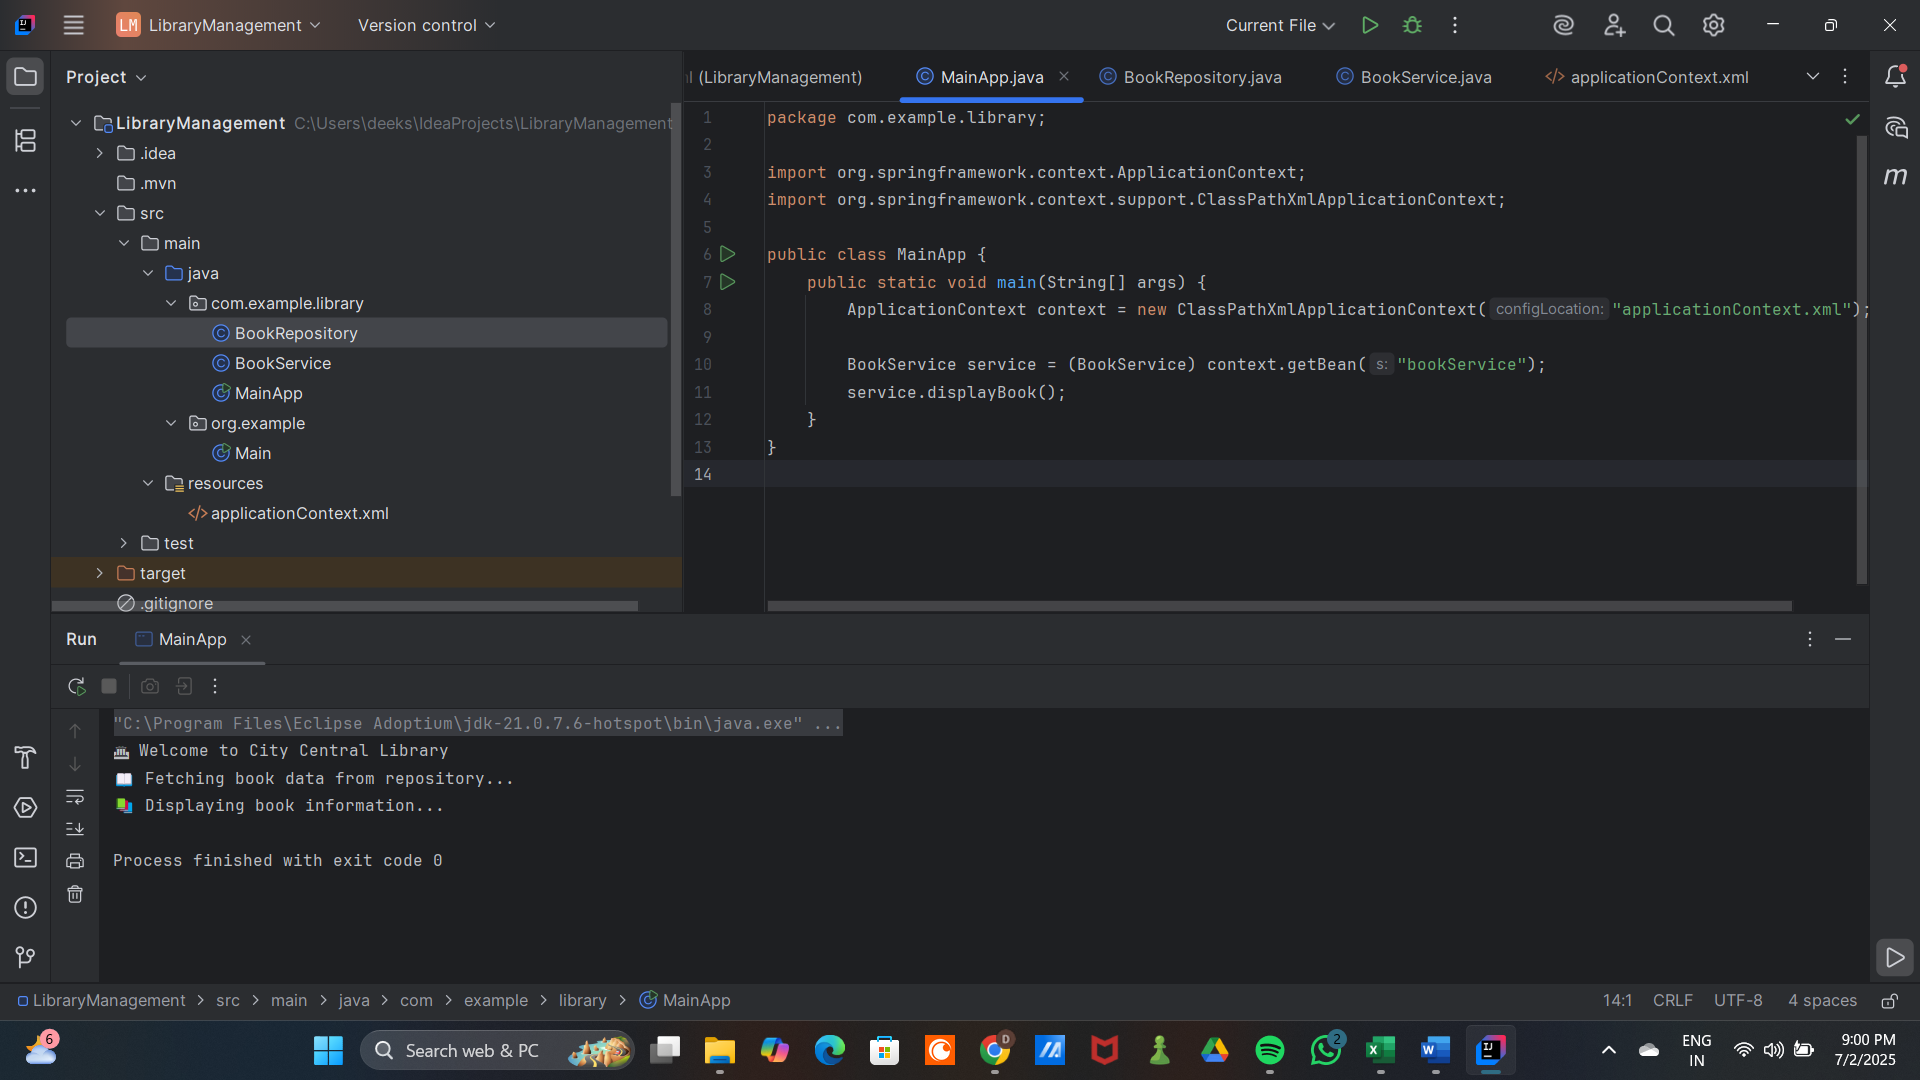 LM LibraryManagement
Version control
Current File
Project
LibraryManagement C:\Users\deeks\IdeaProjects\LibraryManagement
.idea
.mvn
src
main
java
com.example.library
BookRepository
BookService
MainApp
org.example
Main
resources
applicationContext.xml
test
target
.gitignore
(LibraryManagement)
MainApp.java
BookRepository.java
BookService.java
applicationContext.xml
1 package com.example.library;
2
3 import org.springframework.context.ApplicationContext;
4 import org.springframework.context.support.ClassPathXmlApplicationContext;
5
6 public class MainApp {
7 public static void main(String[] args) {
8 ApplicationContext context = new ClassPathXmlApplicationContext( configLocation: "applicationContext.xml");
9
10 BookService service = (BookService) context.getBean( s: "bookService");
11 service.displayBook();
12 }
13 }
14
m
Run MainApp
"C:\Program Files\Eclipse Adoptium\jdk-21.0.7.6-hotspot\bin\java.exe" ...
Welcome to City Central Library
Fetching book data from repository...
Displaying book information...
Process finished with exit code 0
LibraryManagement > src > main > java > com > example > library > MainApp
14:1 CRLF UTF-8 4 spaces
6
Search web & PC
D
2
ENG
IN
9:00 PM
7/2/2025